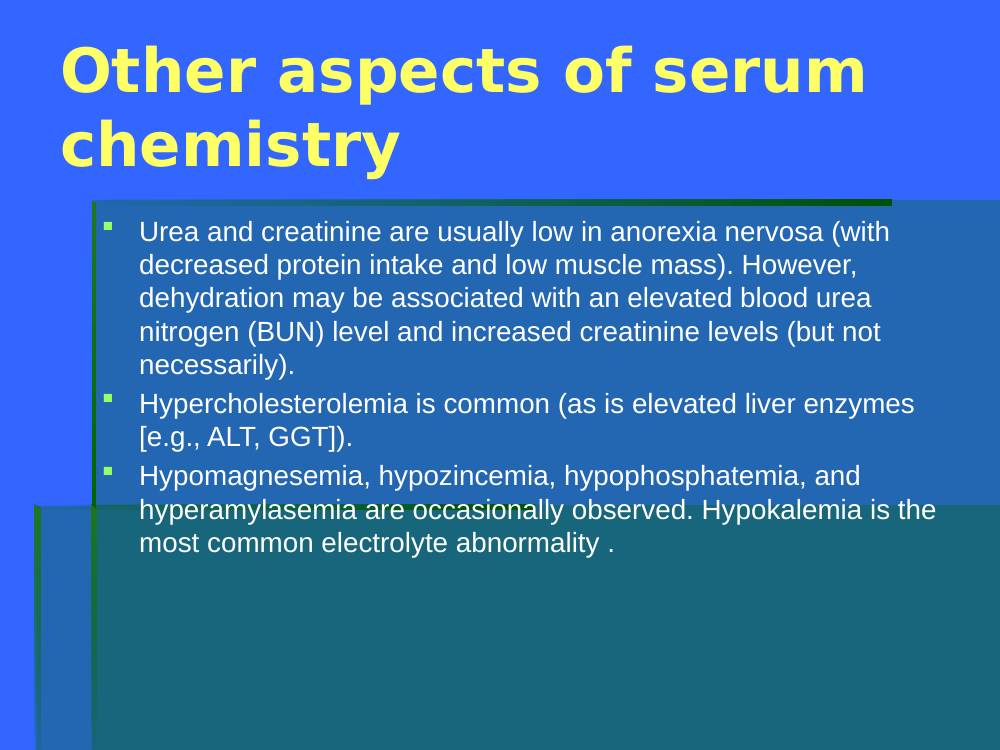 Other aspects of serum
chemistry
Urea and creatinine are usually low in anorexia nervosa (with
decreased protein intake and low muscle mass). However,
dehydration may be associated with an elevated blood urea
nitrogen (BUN) level and increased creatinine levels (but not
necessarily).
Hypercholesterolemia is common (as is elevated liver enzymes
[e.g., ALT, GGT]).
Hypomagnesemia, hypozincemia, hypophosphatemia, and
hyperamylasemia are occasionally observed. Hypokalemia is the
most common electrolyte abnormality .